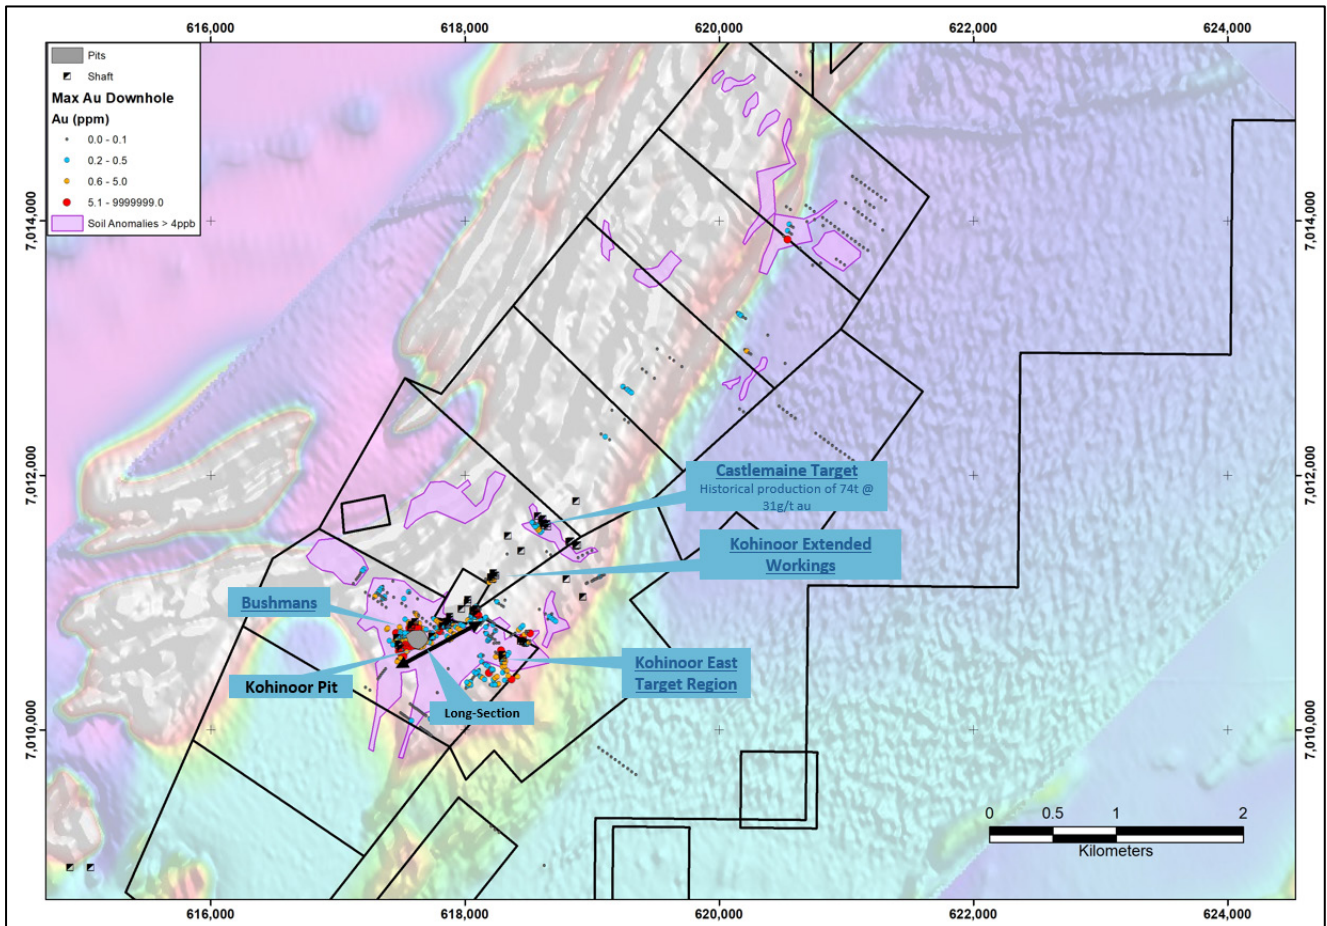 616,000
618,000
620,000
622,000
624,000
Pits
Shaft
Max Au Downhole
Au (ppm)
0.0 - 0.1
0.2 - 0.5
0.6 - 5.0
5.1 - 9999999.0
Soil Anomalies > 4ppb
7,014,000
7,014,000
7,012,000
7,012,000
Castlemaine Target
Historical production of 74t @
31g/t au
Kohinoor Extended
Workings
Bushmans
Kohinoor East
Target Region
Kohinoor Pit
Long-Section
7,010,000
7,010,000
0
0.5
1
2
Kilometers
616,000
618,000
620,000
622,000
624,000